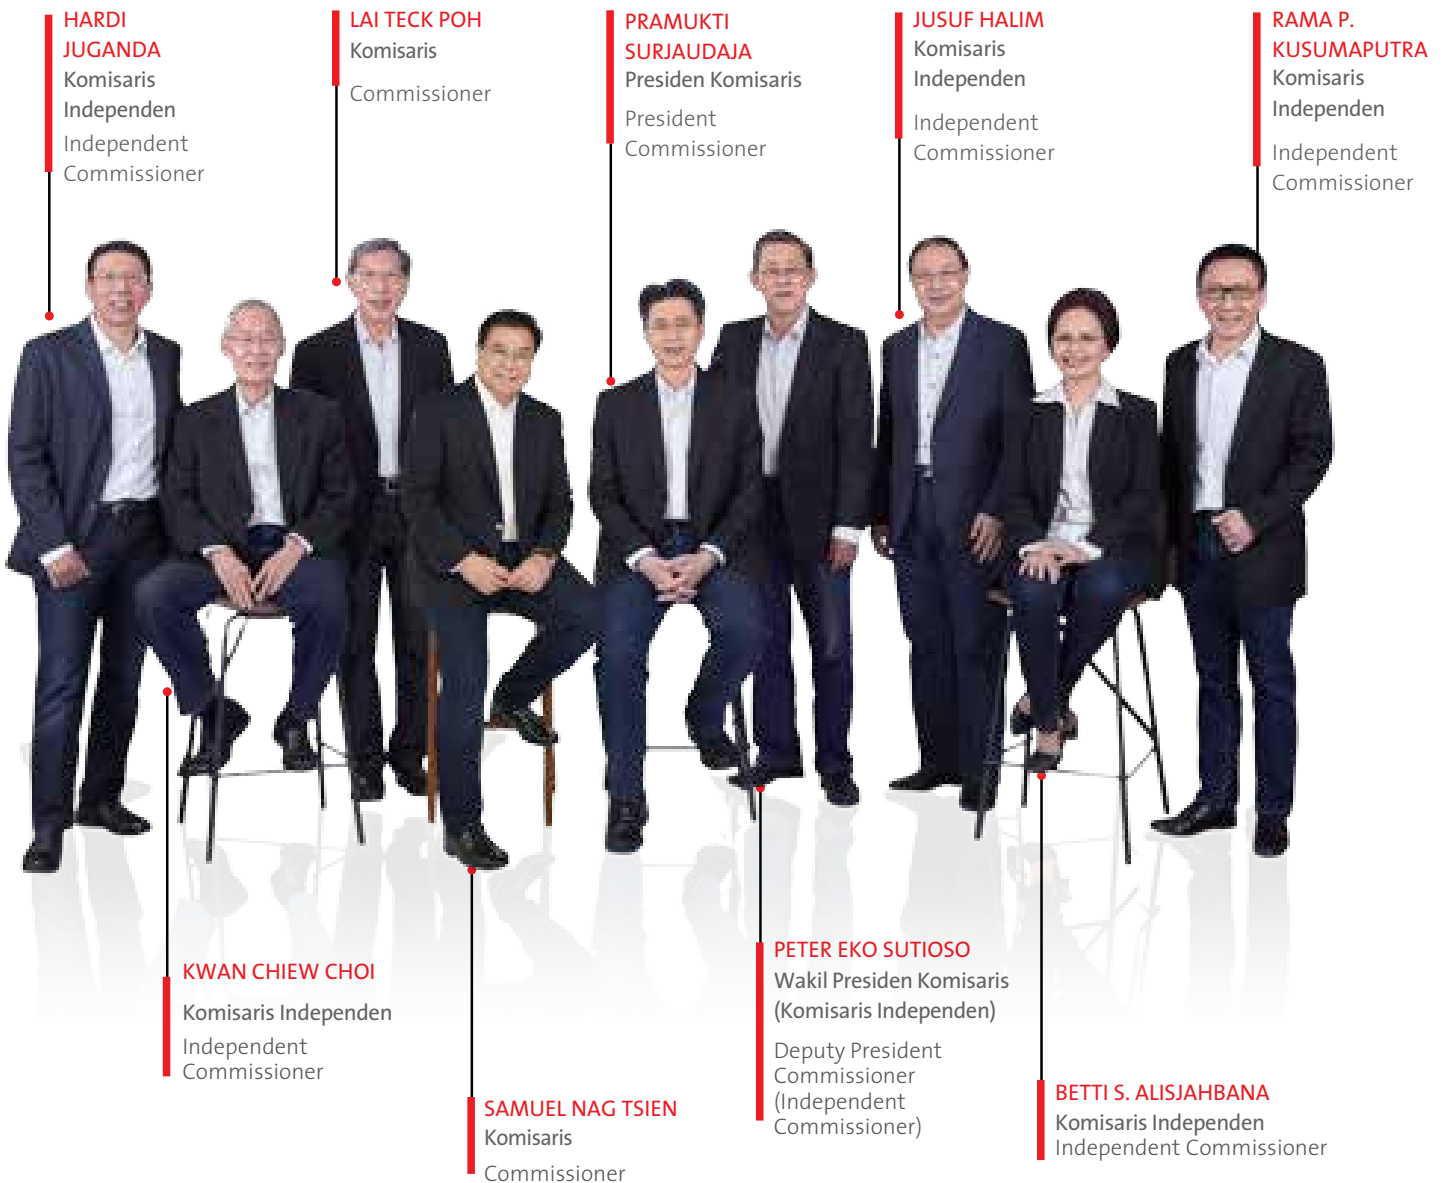 HARDI
JUGANDA
Komisaris
Independen
Independent
Commissioner
LAI TECK POH
Komisaris
Commissioner
PRAMUKTI
SURJAUDAJA
Presiden Komisaris
President
Commissioner
JUSUF HALIM
Komisaris
Independen
Independent
Commissioner
RAMA P.
KUSUMAPUTRA
Komisaris
Independen
Independent
Commissioner
KWAN CHIEW CHOI
Komisaris Independen
Independent
Commissioner
SAMUEL NAG TSIEN
Komisaris
Commissioner
PETER EKO SUTIOSO
Wakil Presiden Komisaris
(Komisaris Independen)
Deputy President
Commissioner
(Independent
Commissioner)
BETTI S. ALISJAHBANA
Komisaris Independen
Independent Commissioner